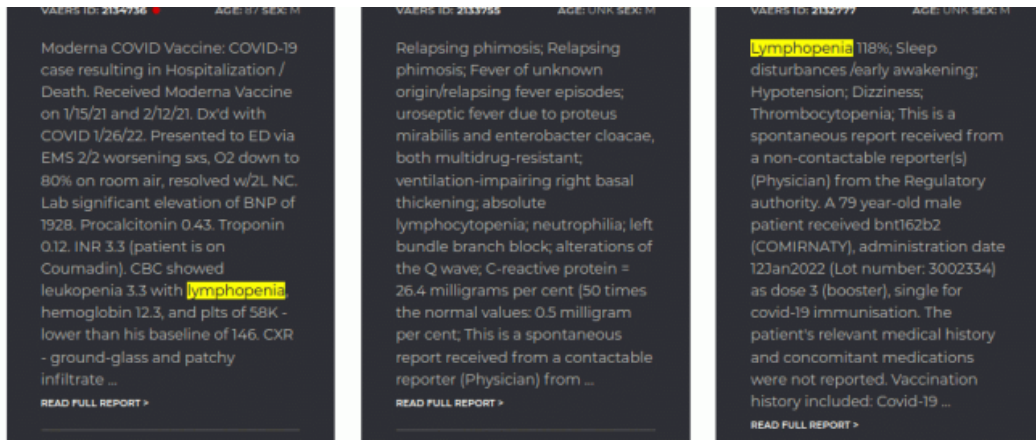 VAERS ID: 2134756 AGE: 87 SEX: M
Moderna COVID Vaccine: COVID-19
case resulting in Hospitalization /
Death. Received Moderna Vaccine
on 1/15/21 and 2/12/21. Dx'd with
COVID 1/26/22. Presented to ED via
EMS 2/2 worsening sxs, O2 down to
80% on room air, resolved w/2L NC.
Lab significant elevation of BNP of
1928. Procalcitonin 0.43. Troponin
0.12. INR 3.3 (patient is on
Coumadin). CBC showed
leukopenia 3.3 with lymphopenia,
hemoglobin 12.3, and plts of 58K -
lower than his baseline of 146. CXR
- ground-glass and patchy
infiltrate ...
READ FULL REPORT >
VAERS ID: 2133755 AGE: UNK SEX: M
Relapsing phimosis; Relapsing
phimosis; Fever of unknown
origin/relapsing fever episodes;
uroseptic fever due to proteus
mirabilis and enterobacter cloacae,
both multidrug-resistant;
ventilation-impairing right basal
thickening; absolute
lymphocytopenia; neutrophilia; left
bundle branch block; alterations of
the Q wave; C-reactive protein =
26.4 milligrams per cent (50 times
the normal values: 0.5 milligram
per cent; This is a spontaneous
report received from a contactable
reporter (Physician) from ...
READ FULL REPORT >
VAERS ID: 2132777 AGE: UNK SEX: M
Lymphopenia 118%; Sleep
disturbances /early awakening;
Hypotension; Dizziness;
Thrombocytopenia; This is a
spontaneous report received from
a non-contactable reporter(s)
(Physician) from the Regulatory
authority. A 79 year-old male
patient received bnt162b2
(COMIRNATY), administration date
12Jan2022 (Lot number: 3002334)
as dose 3 (booster), single for
covid-19 immunisation. The
patient's relevant medical history
and concomitant medications
were not reported. Vaccination
history included: Covid-19 ...
READ FULL REPORT >